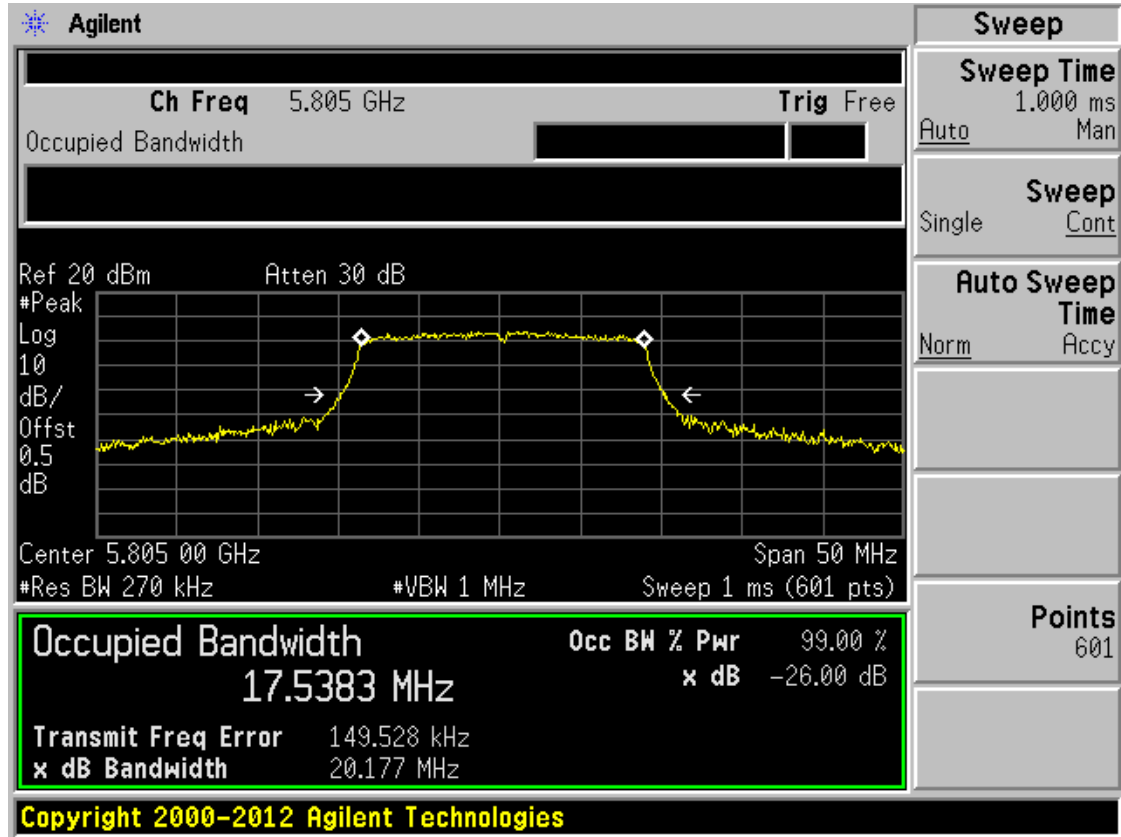 Agilent
Sweep
Ch Freq 5.805 GHz Trig Free
Occupied Bandwidth
Sweep Time
1.000 ms
Auto Man
Sweep
Single Cont
Auto Sweep
Time
Norm Accy
Points
601
Ref 20 dBm Atten 30 dB
#Peak
Log
10
dB/
Offst
0.5
dB
Center 5.805 00 GHz Span 50 MHz
#Res BW 270 kHz #VBW 1 MHz Sweep 1 ms (601 pts)
Occupied Bandwidth
17.5383 MHz
Occ BW % Pwr 99.00 %
x dB -26.00 dB
Transmit Freq Error 149.528 kHz
x dB Bandwidth 20.177 MHz
Copyright 2000-2012 Agilent Technologies